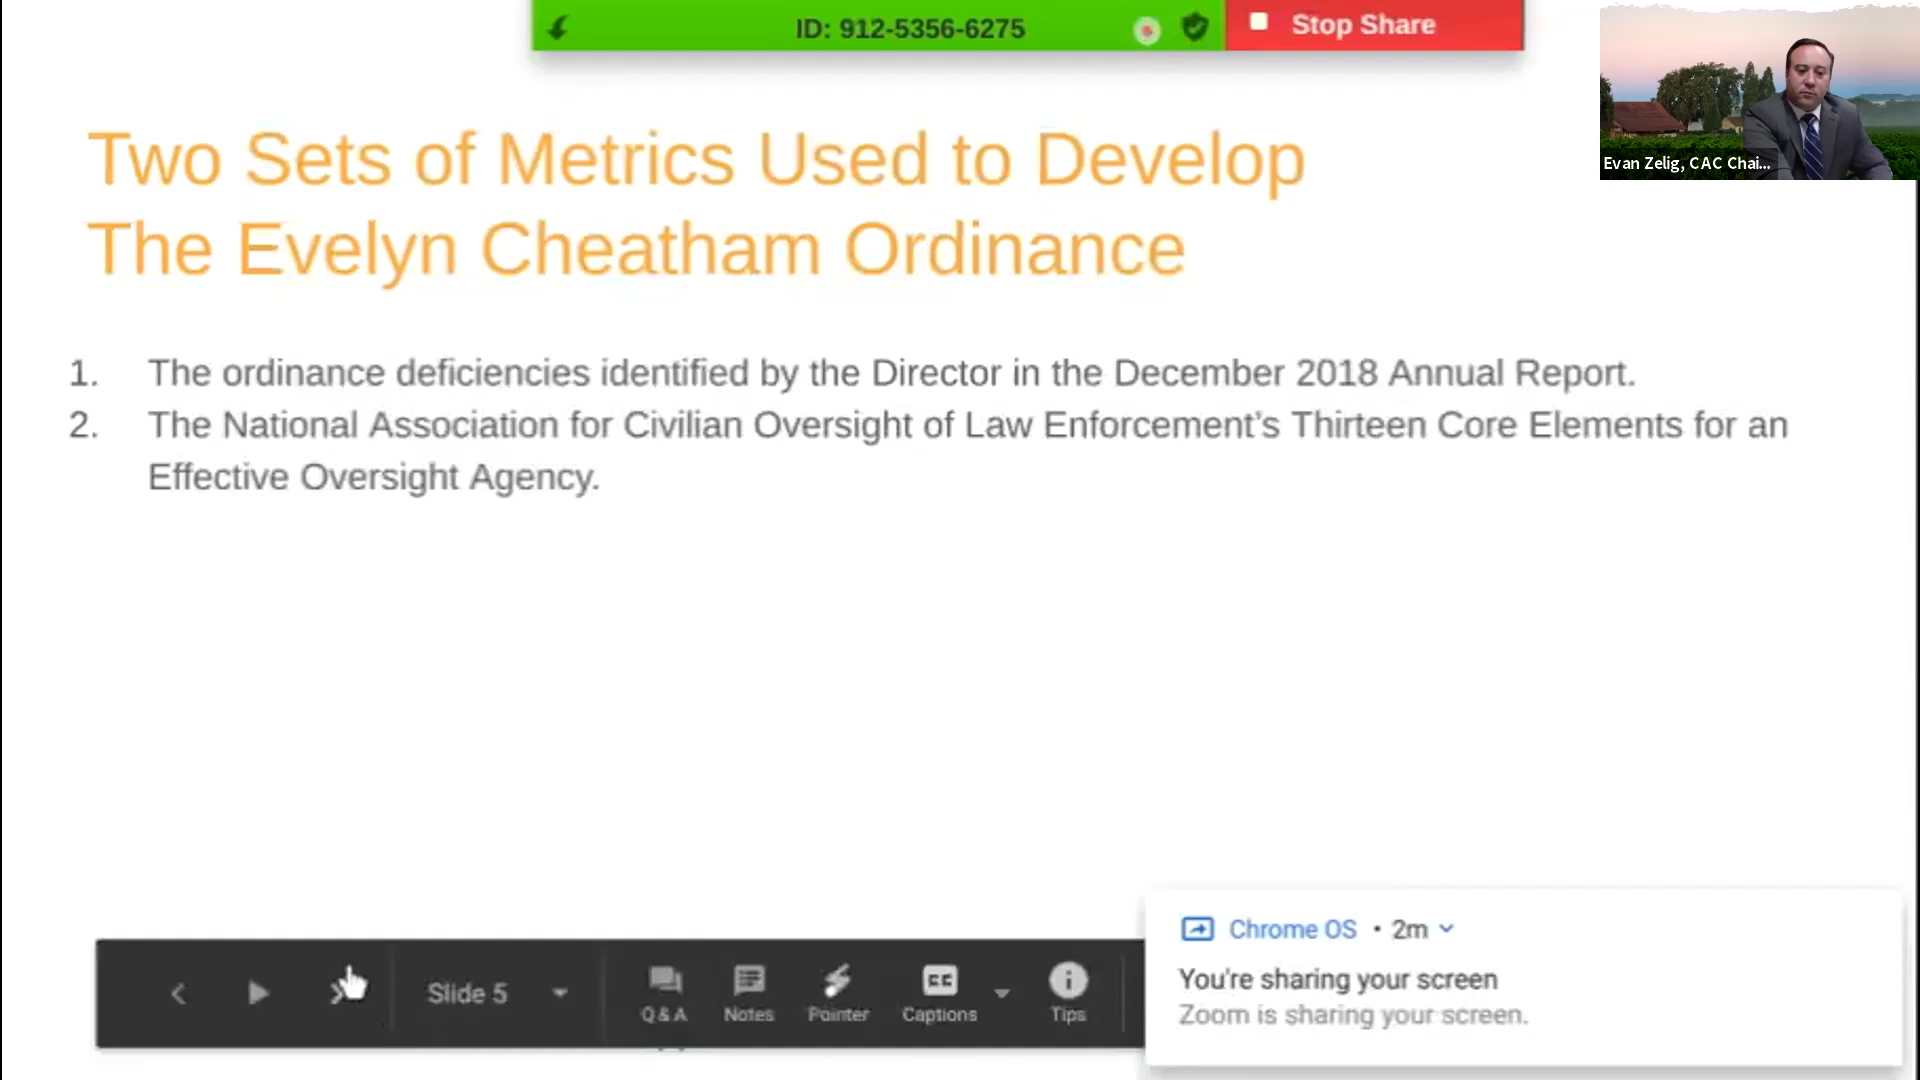 ID: 912-5356-6275
Stop Share
Evan Zelig, CAC Chai...
Two Sets of Metrics Used to Develop
The Evelyn Cheatham Ordinance
1. The ordinance deficiencies identified by the Director in the December 2018 Annual Report.
2. The National Association for Civilian Oversight of Law Enforcement’s Thirteen Core Elements for an
Effective Oversight Agency.
Chrome OS • 2m
You're sharing your screen
Zoom is sharing your screen.
Slide 5
Q & A
Notes
Pointer
CC
Captions
Tips